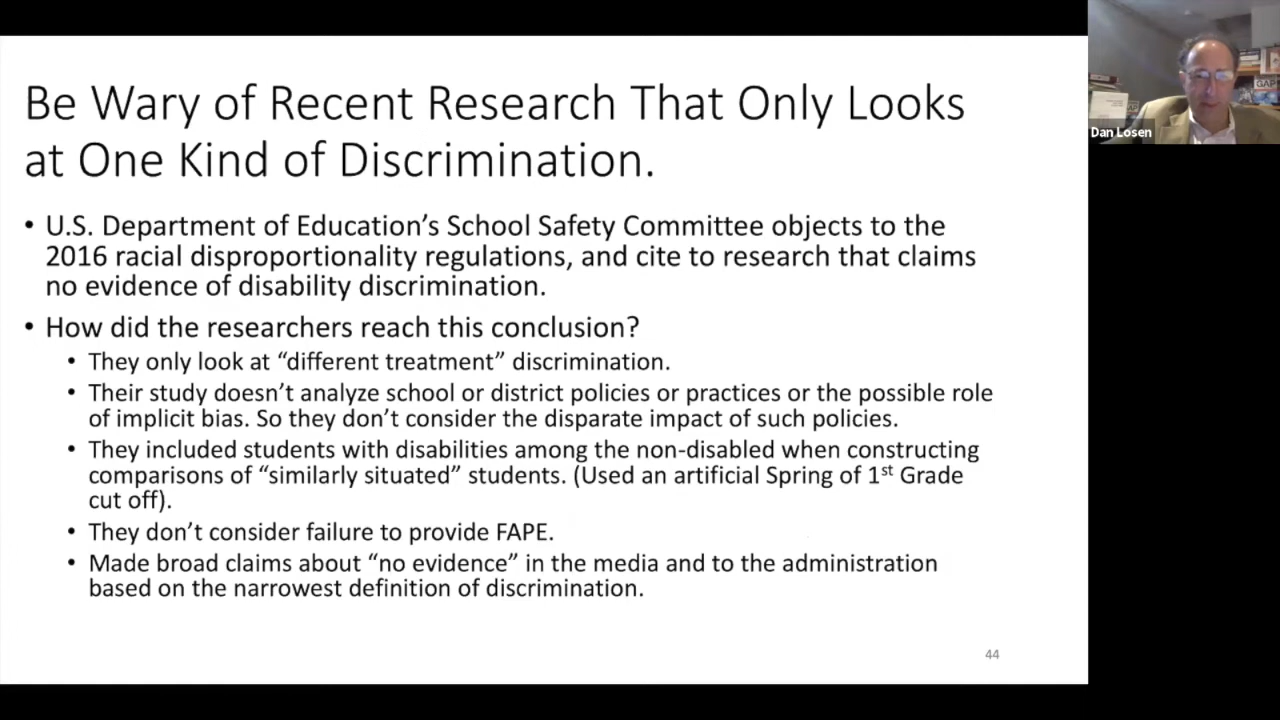 Be Wary of Recent Research That Only Looks
at One Kind of Discrimination.
• U.S. Department of Education’s School Safety Committee objects to the
2016 racial disproportionality regulations, and cite to research that claims
no evidence of disability discrimination.
• How did the researchers reach this conclusion?
• They only look at “different treatment” discrimination.
• Their study doesn’t analyze school or district policies or practices or the possible role
of implicit bias. So they don’t consider the disparate impact of such policies.
• They included students with disabilities among the non-disabled when constructing
comparisons of “similarly situated” students. (Used an artificial Spring of 1st Grade
cut off).
• They don’t consider failure to provide FAPE.
• Made broad claims about “no evidence” in the media and to the administration
based on the narrowest definition of discrimination.
44
Dan Losen
GAP